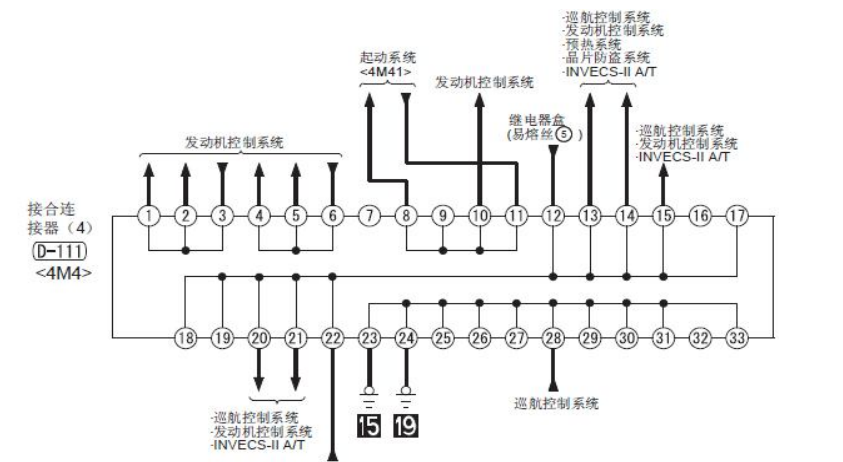 ·巡航控制系统
·发动机控制系统
·预热系统
·晶片防盗系统
·INVECS-II A/T
起动系统
<4M41>
发动机控制系统
继电器盒
(易熔丝⑤ )
·巡航控制系统
·发动机控制系统
·INVECS-II A/T
发动机控制系统
接合连
接器（4）
D-111
<4M4>
① ② ③ ④ ⑤ ⑥ ⑦ ⑧ ⑨ ⑩ ⑪ ⑫ ⑬ ⑭ ⑮ ⑯ ⑰
⑱ ⑲ ⑳ ㉑ ㉒ ㉓ ㉔ ㉕ ㉖ ㉗ ㉘ ㉙ ㉚ ㉛ ㉜ ㉝
·巡航控制系统
·发动机控制系统
·INVECS-II A/T
15 19
巡航控制系统